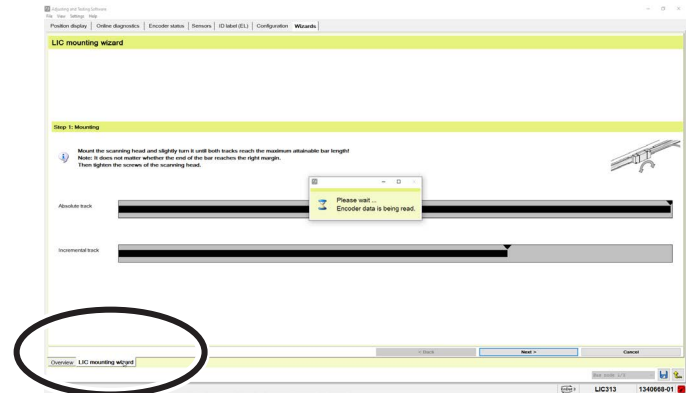 Adjusting and Testing Software
File View Settings Help
Position display Online diagnostics Encoder status Sensors ID label (EL) Configuration Wizards
LIC mounting wizard
Step 1: Mounting
Mount the scanning head and slightly turn it until both tracks reach the maximum attainable bar length!
Note: It does not matter whether the end of the bar reaches the right margin.
Then tighten the screws of the scanning head.
Please wait ...
Encoder data is being read.
Absolute track
Incremental track
< Back Next > Cancel
Overview LIC mounting wizard
Bar scale 1/1
LIC313 1340668-01